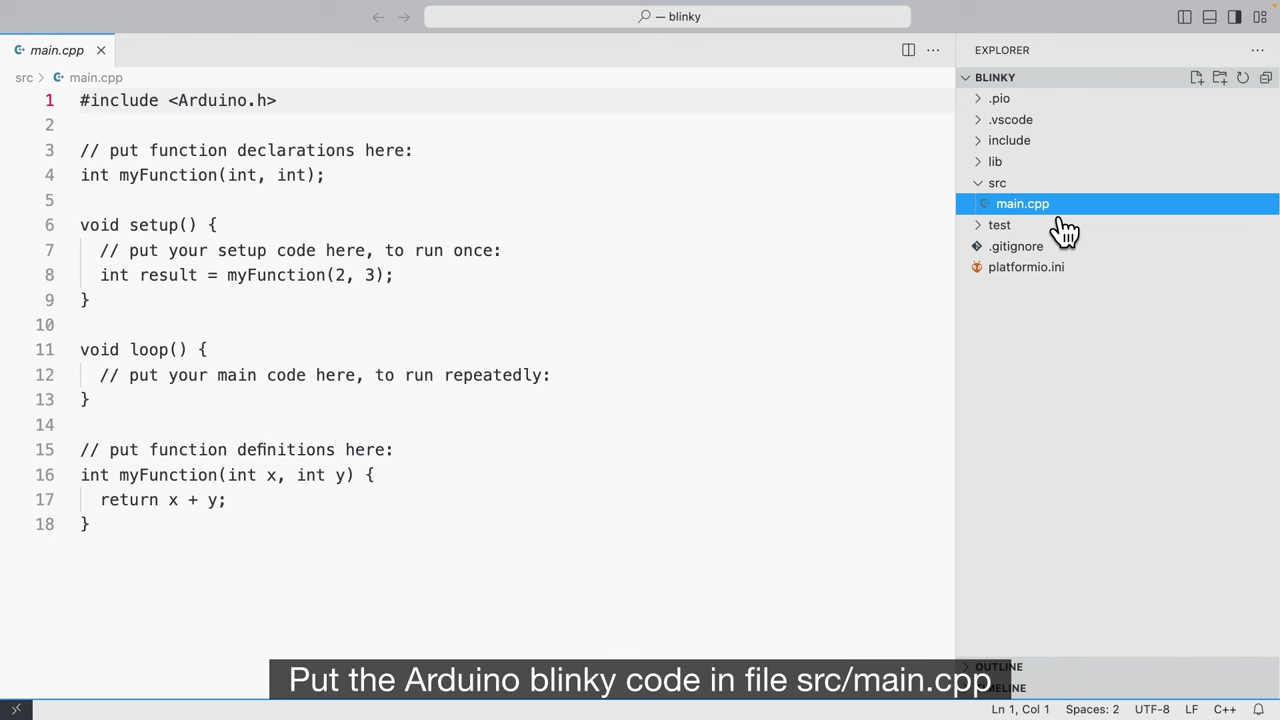 — blinky
main.cpp
src
main.cpp
1 #include <Arduino.h>
2
3 // put function declarations here:
4 int myFunction(int, int);
5
6 void setup() {
7 // put your setup code here, to run once:
8 int result = myFunction(2, 3);
9 }
10
11 void loop() {
12 // put your main code here, to run repeatedly:
13 }
14
15 // put function definitions here:
16 int myFunction(int x, int y) {
17 return x + y;
18 }
EXPLORER
BLINKY
.pio
.vscode
include
lib
src
main.cpp
test
.gitignore
platformio.ini
OUTLINE
Put the Arduino blinky code in file src/main.cpp
Ln 1, Col 1 Spaces: 2 UTF-8 LF C++